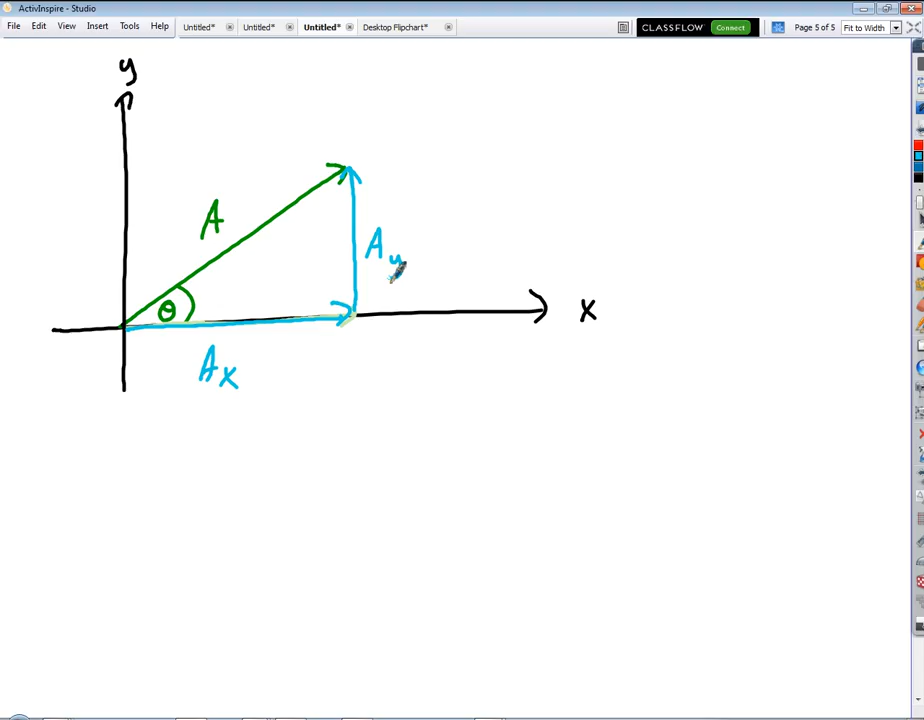 ActivInspire - Studio
File Edit View Insert Tools Help Untitled* Untitled* Untitled* Desktop Flipchart* CLASSFLOW Connect Page 5 of 5 Fit to Width
y
A
Ay
θ
x
Ax